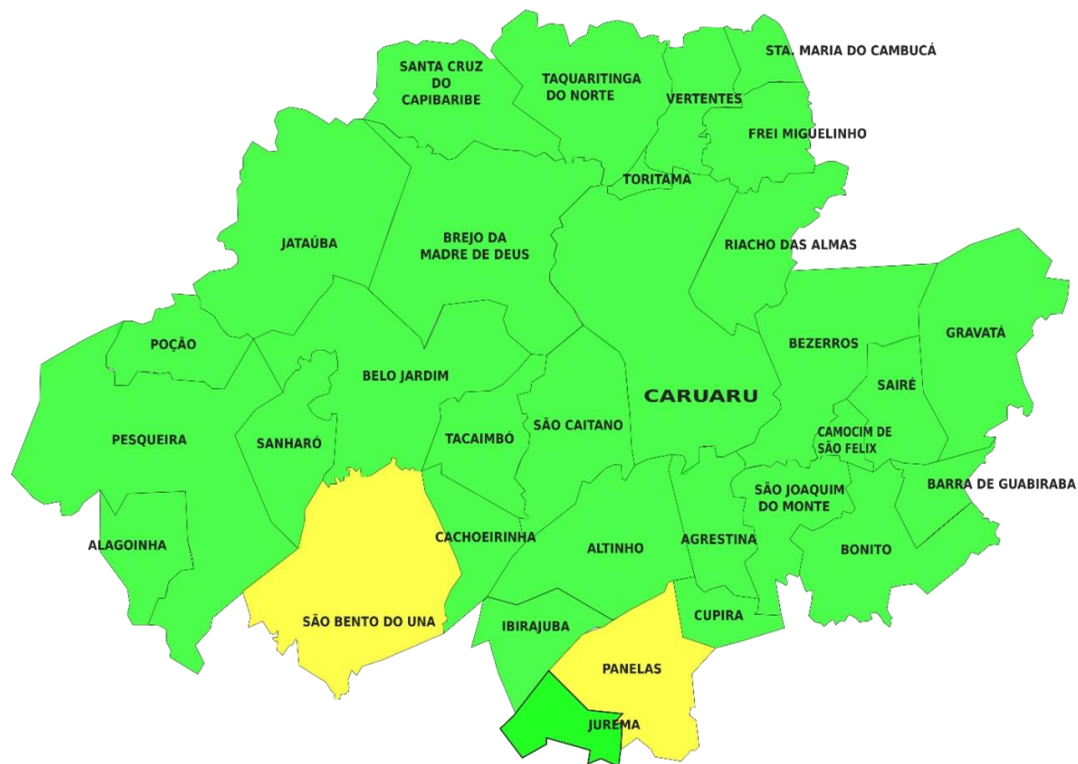 STA. MARIA DO CAMBUCÁ
SANTA CRUZ
DO
CAPIBARIBE
TAQUARITINGA
DO NORTE
VERTENTES
FREI MIGUELINHO
TORITAMA
JATAÚBA
BREJO DA
MADRE DE DEUS
RIACHO DAS ALMAS
POÇÃO
BELO JARDIM
BEZERROS
GRAVATÁ
SAIRÉ
CARUARU
PESQUEIRA
SANHARÓ
TACAIMBÓ
SÃO CAITANO
CAMOCIM DE
SÃO FELIX
BARRA DE GUABIRABA
SÃO JOAQUIM
DO MONTE
ALAGOINHA
CACHOEIRINHA
ALTINHO
AGRESTINA
BONITO
SÃO BENTO DO UNA
IBIRAJUBA
CUPIRA
PANELAS
JUREMA